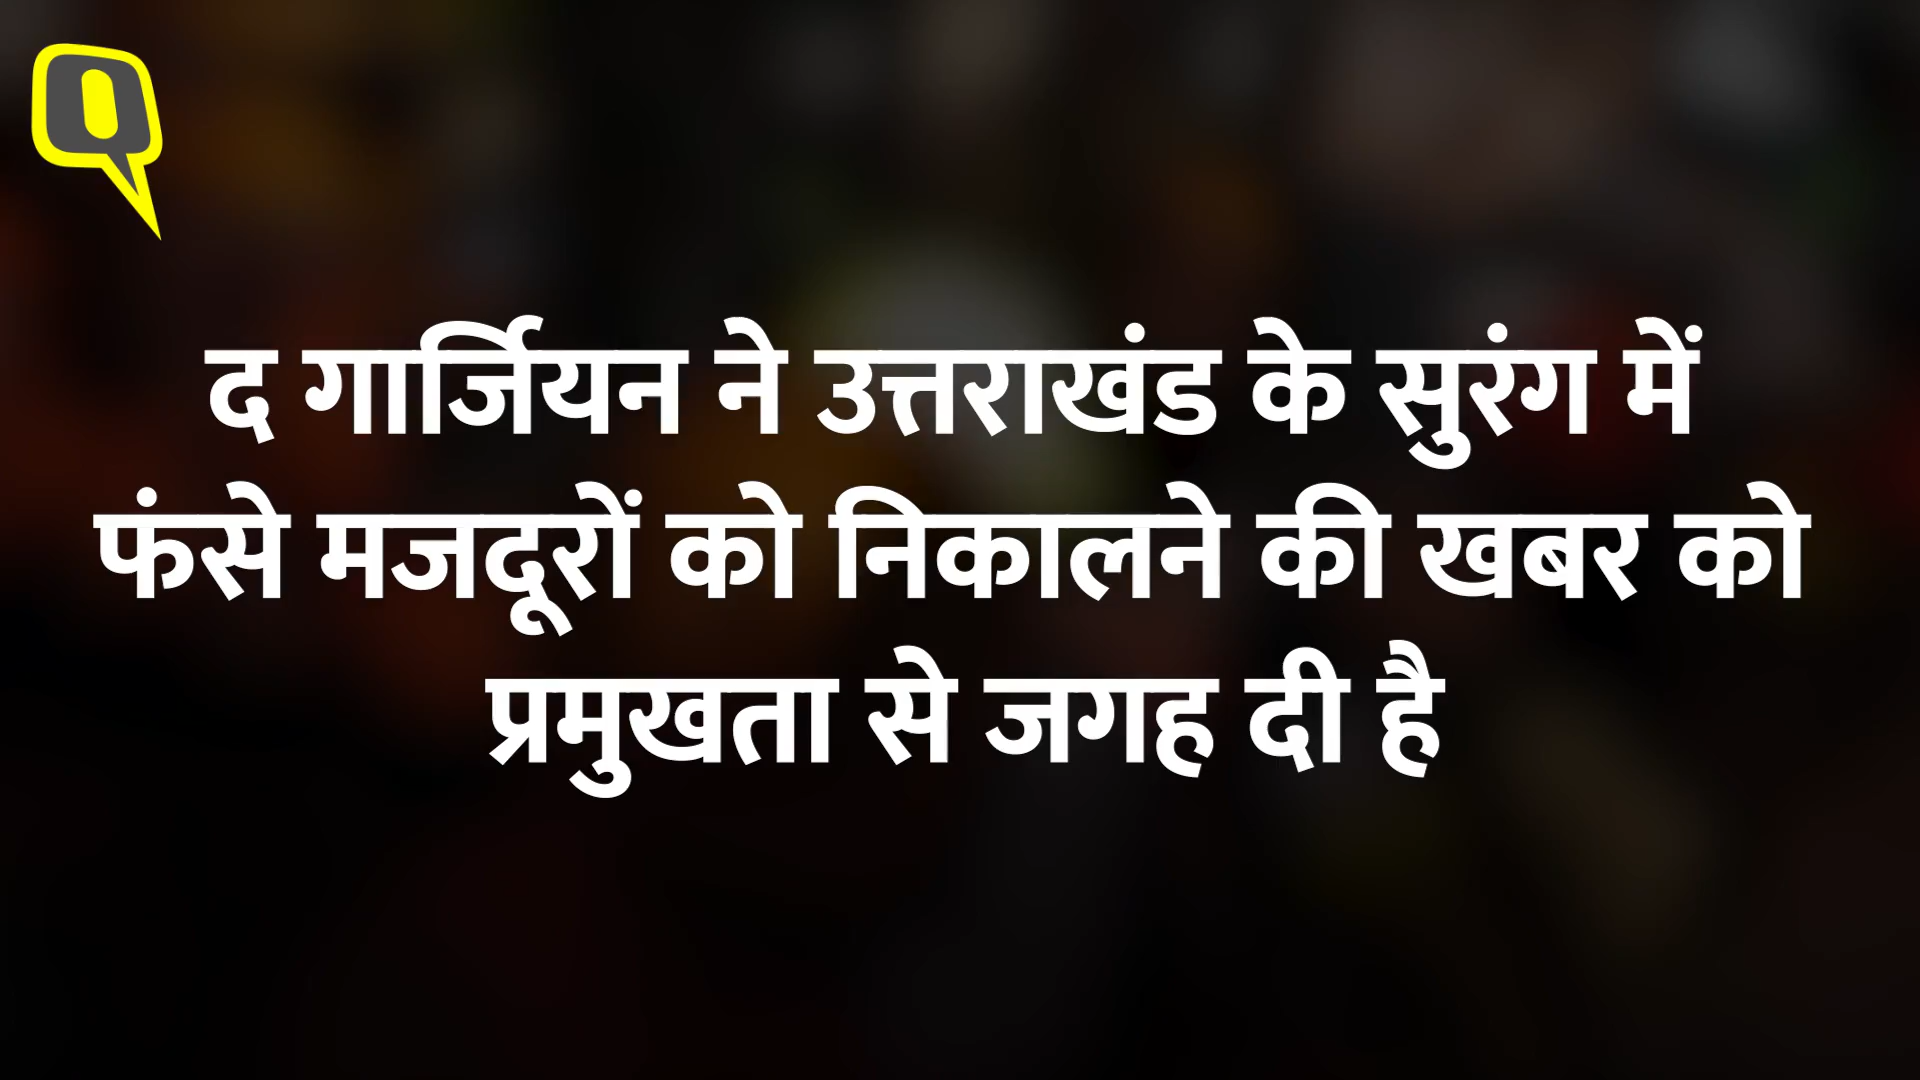 द गार्जियन ने उत्तराखंड के सुरंग में
फंसे मजदूरों को निकालने की खबर को
प्रमुखता से जगह दी है